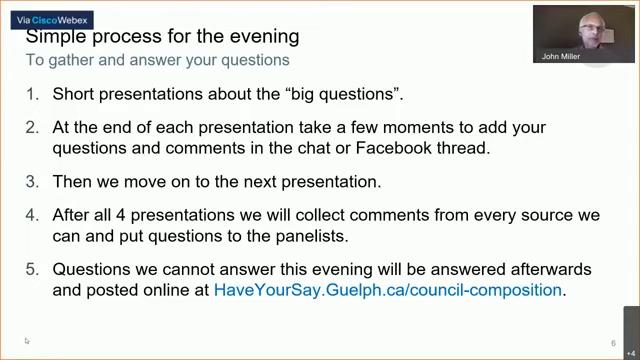 Via Cisco Webex
Simple process for the evening
To gather and answer your questions
John Miller
1. Short presentations about the “big questions”.
2. At the end of each presentation take a few moments to add your
questions and comments in the chat or Facebook thread.
3. Then we move on to the next presentation.
4. After all 4 presentations we will collect comments from every source we
can and put questions to the panelists.
5. Questions we cannot answer this evening will be answered afterwards
and posted online at HaveYourSay.Guelph.ca/council-composition.
6
+4